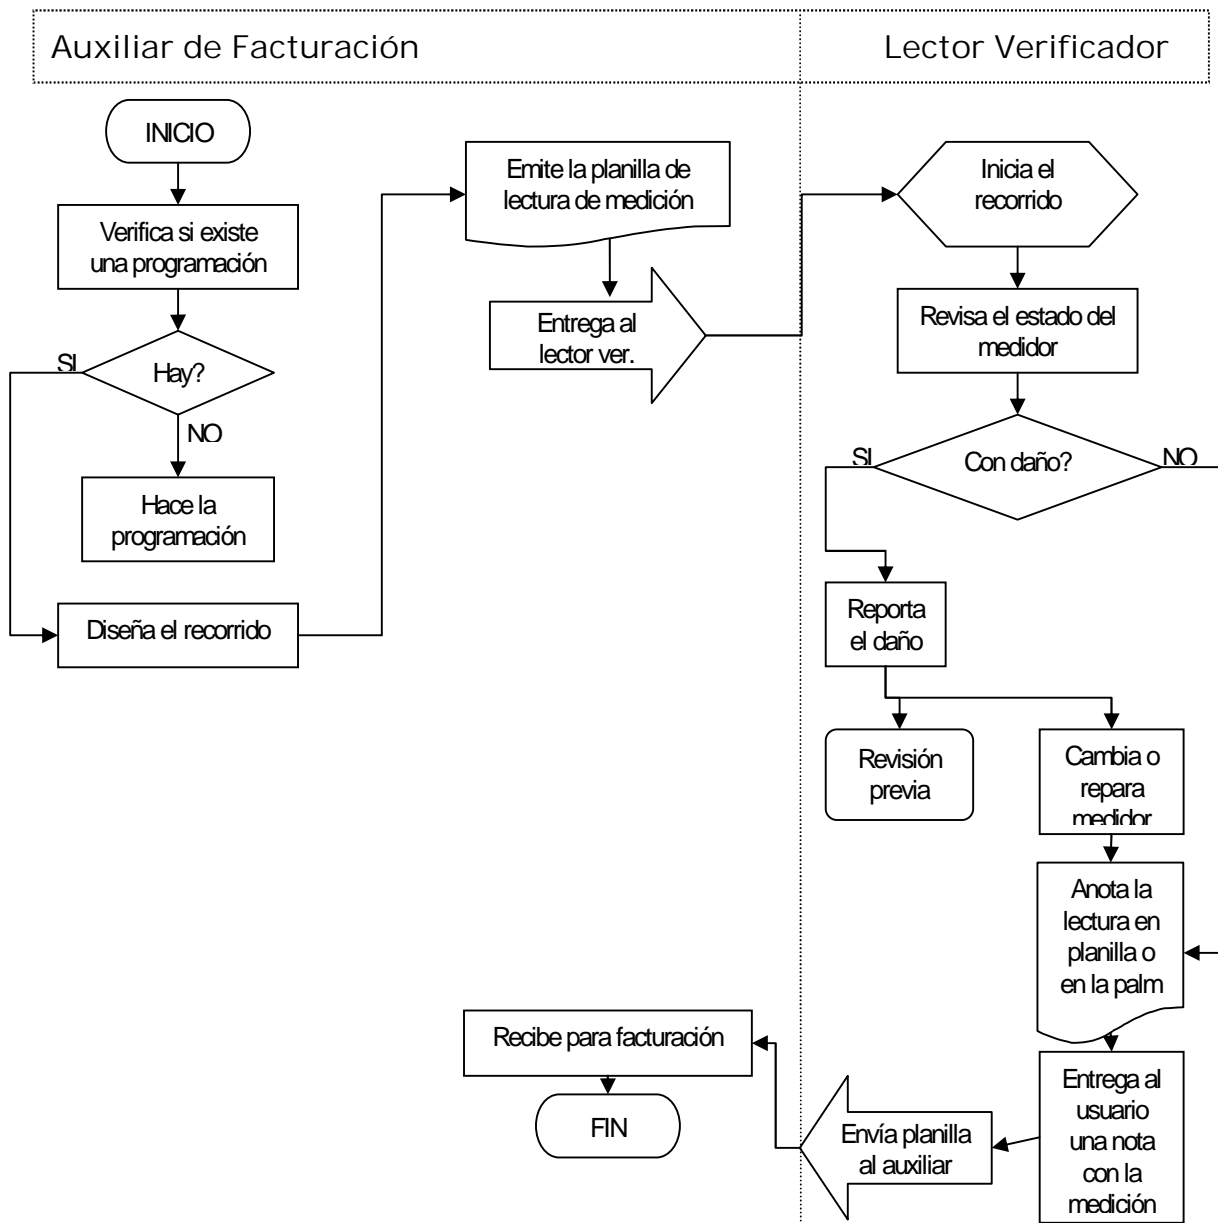 Auxiliar de Facturación
Lector Verificador
INICIO
Verifica si existe
una programación
Hay?
SI
NO
Hace la
programación
Diseña el recorrido
Emite la planilla de
lectura de medición
Entrega al
lector ver.
Inicia el
recorrido
Revisa el estado del
medidor
Con daño?
SI
NO
Reporta
el daño
Revisión
previa
Cambia o
repara
medidor
Anota la
lectura en
planilla o
en la palm
Entrega al
usuario
una nota
con la
medición
Envía planilla
al auxiliar
Recibe para facturación
FIN